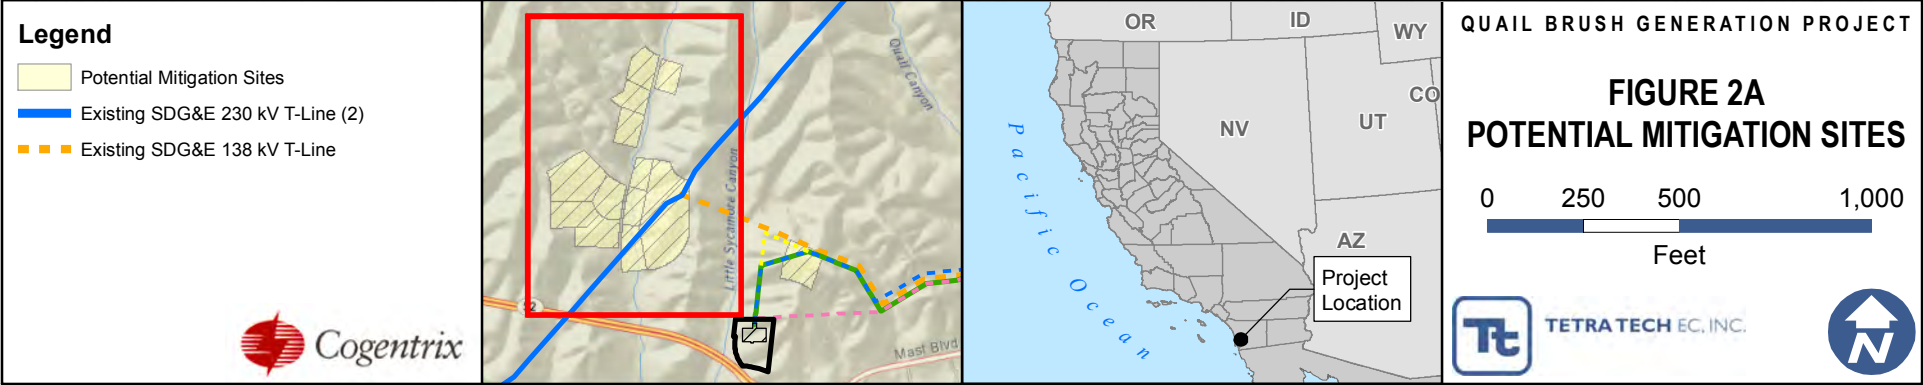 Legend
Potential Mitigation Sites
Existing SDG&E 230 kV T-Line (2)
Existing SDG&E 138 kV T-Line
Cogentrix
Quail Canyon
Little Sycamore Canyon
52
Mast Blvd
OR
ID
WY
NV
UT
CO
AZ
Pacific Ocean
Project
Location
QUAIL BRUSH GENERATION PROJECT
FIGURE 2A
POTENTIAL MITIGATION SITES
0 250 500 1,000
Feet
Tt
TETRA TECH EC, INC.
N